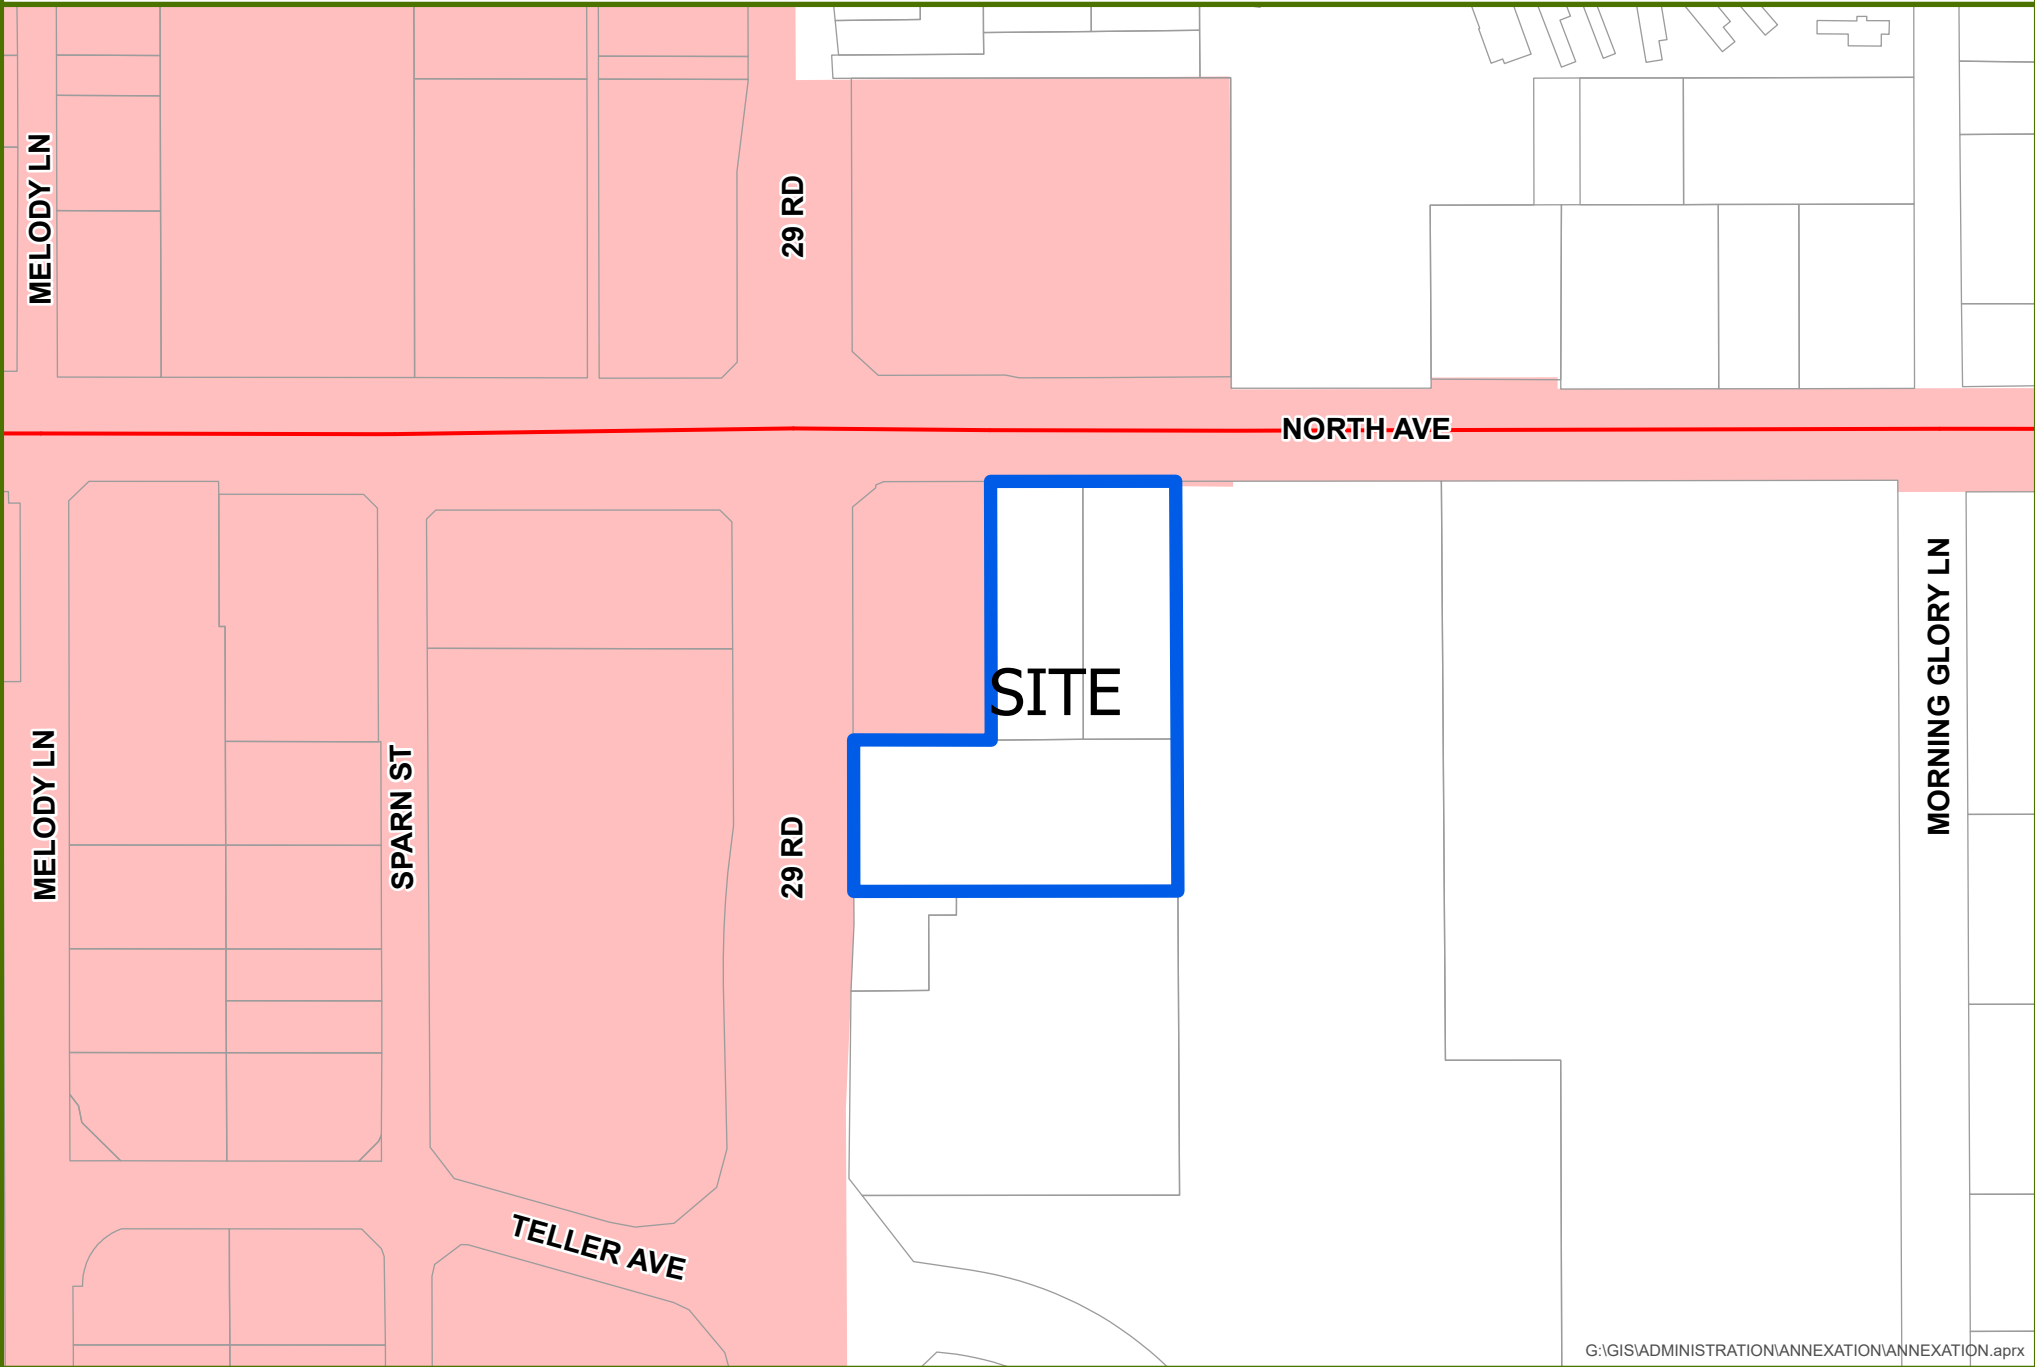 MELODY LN
29 RD
NORTH AVE
SITE
MORNING GLORY LN
MELODY LN
SPARN ST
29 RD
TELLER AVE
G:\GIS\ADMINISTRATION\ANNEXATION\ANNEXATION.aprx